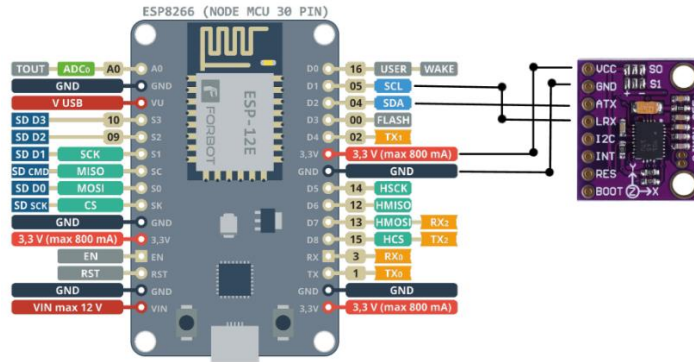 ESP8266 (NODE MCU 30 PIN)
TOUT ADC0 A0 A0 D0 16 USER WAKE
GND GND D1 05 SCL
V USB VU D2 04 SDA
SD D3 10 S3 D3 00 FLASH
SD D2 09 S2 D4 02 TX1
SD D1 SCK S1 3,3V 3,3 V (max 800 mA)
SD CMD MISO SC GND GND
SD D0 MOSI S0 D5 14 HSCK
SD SCK CS SK D6 12 HMISO
GND GND D7 13 HMOSI RX2
3,3 V (max 800 mA) 3,3V D8 15 HCS TX2
EN EN RX 3 RX0
RST RST TX 1 TX0
GND GND GND GND
VIN max 12 V VIN 3,3V 3,3 V (max 800 mA)
FORBOT
ESP-12E
VCC S0
GND S1
ATX
LRX
I2C
INT Y
RES
BOOT Z X